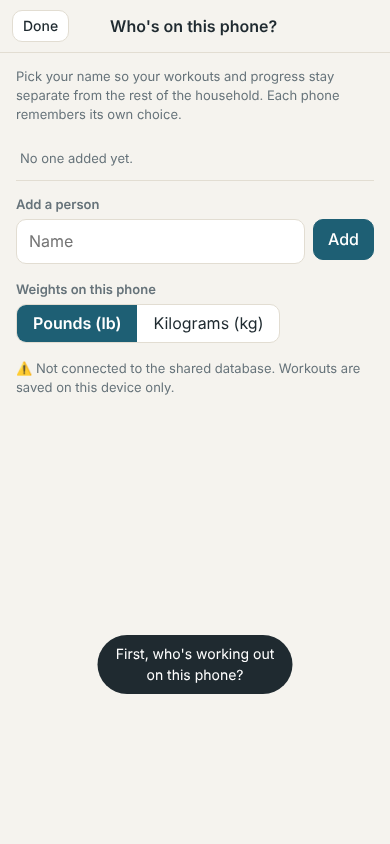 Done
Who's on this phone?
Pick your name so your workouts and progress stay
separate from the rest of the household. Each phone
remembers its own choice.
No one added yet.
Add a person
Name
Add
Weights on this phone
Pounds (lb)
Kilograms (kg)
⚠️ Not connected to the shared database. Workouts are
saved on this device only.
First, who's working out
on this phone?